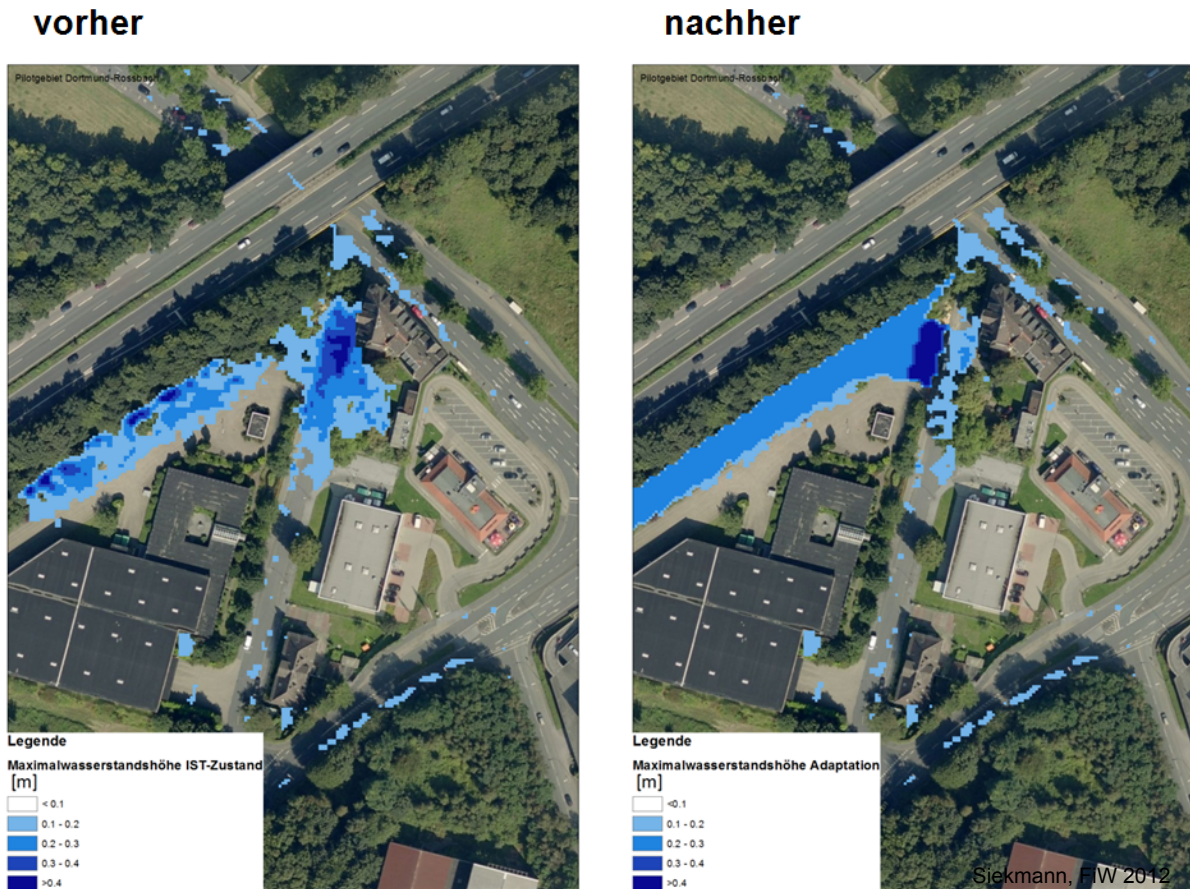 vorher
nachher
Pilotgebiet Dortmund-Rossbach
Pilotgebiet Dortmund-Rossbach
Legende
Maximalwasserstandshöhe IST-Zustand
[m]
< 0.1
0.1 - 0.2
0.2 - 0.3
0.3 - 0.4
>0.4
Legende
Maximalwasserstandshöhe Adaptation
[m]
<0.1
0.1 - 0.2
0.2 - 0.3
0.3 - 0.4
>0.4
Siekmann, FIW 2012